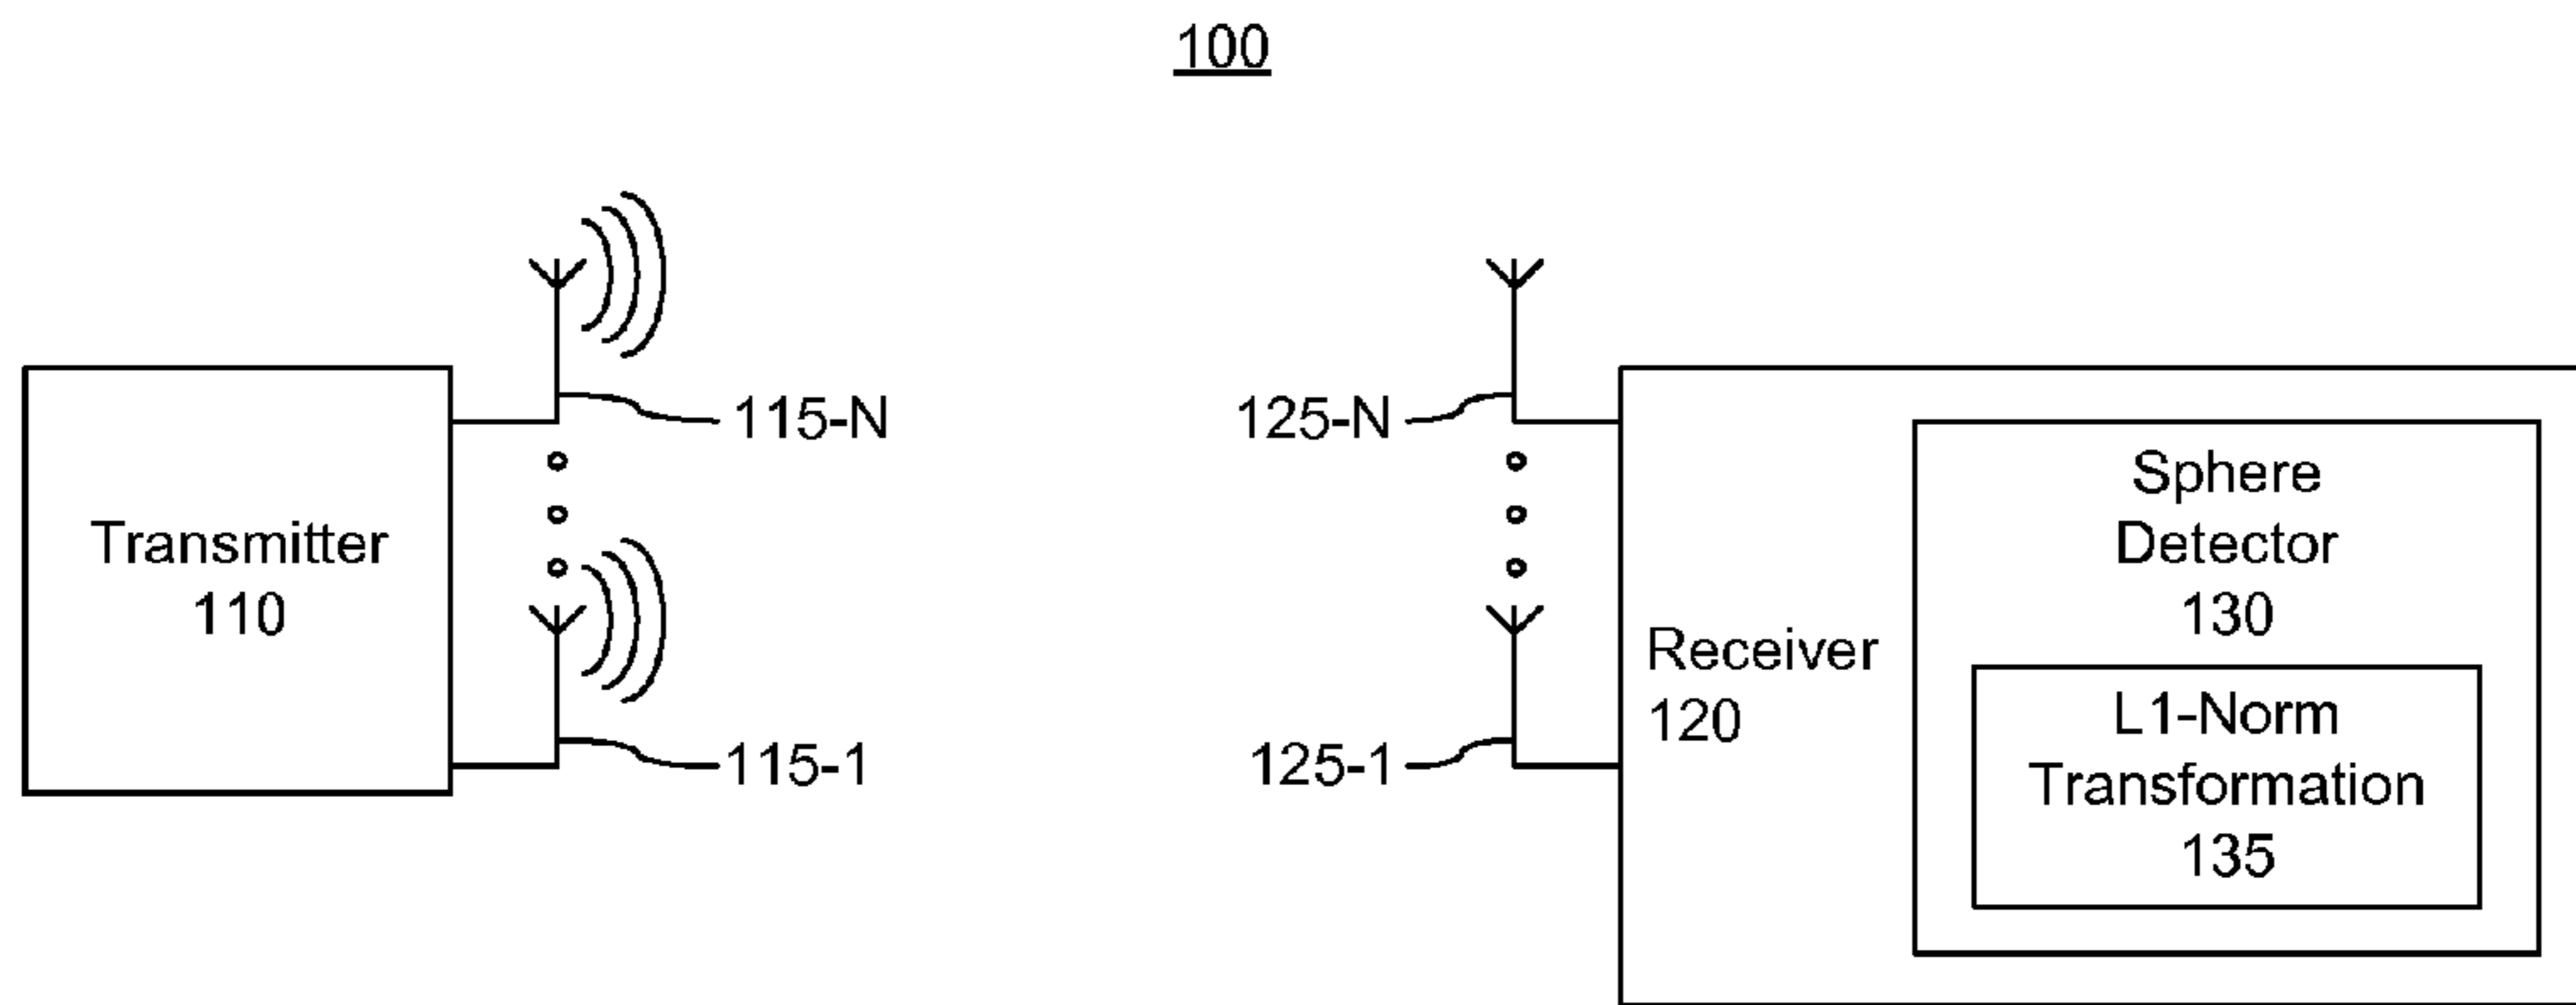 100
Transmitter
110
115-N
115-1
125-N
125-1
Receiver
120
Sphere
Detector
130
L1-Norm
Transformation
135